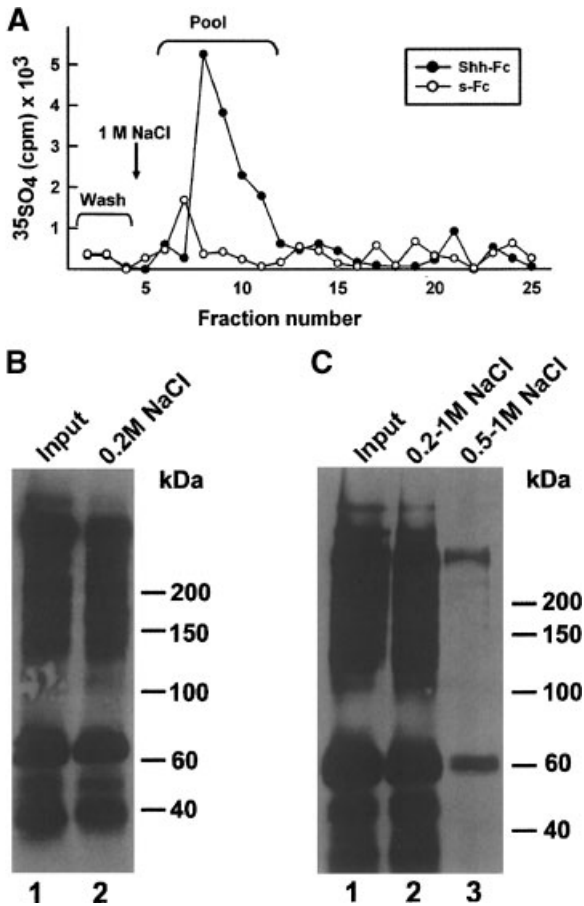 A
Pool
Shh-Fc
s-Fc
1 M NaCl
Wash
35SO4 (cpm) x 10³
5
4
3
2
1
5 10 15 20 25
Fraction number
B
Input
0.2M NaCl
kDa
200
150
100
60
40
1 2
C
Input
0.2-1M NaCl
0.5-1M NaCl
kDa
200
150
100
60
40
1 2 3